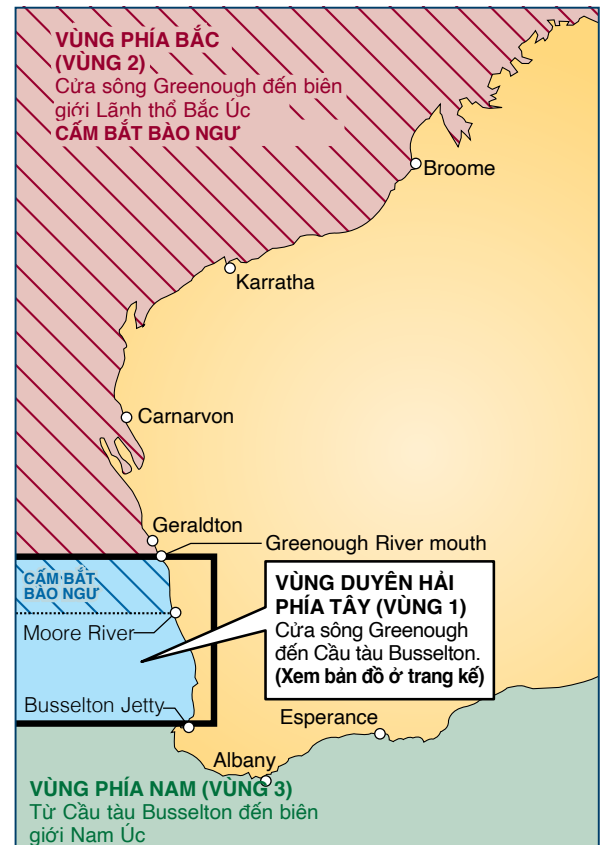 VÙNG PHÍA BẮC
(VÙNG 2)
Cửa sông Greenough đến biên
giới Lãnh thổ Bắc Úc
CẤM BẮT BÀO NGƯ
Broome
Karratha
Carnarvon
Geraldton
Greenough River mouth
CẤM BẮT
BÀO NGƯ
VÙNG DUYÊN HẢI
PHÍA TÂY (VÙNG 1)
Cửa sông Greenough
đến Cầu tàu Busselton.
(Xem bản đồ ở trang kế)
Moore River
Busselton Jetty
Esperance
Albany
VÙNG PHÍA NAM (VÙNG 3)
Từ Cầu tàu Busselton đến biên
giới Nam Úc